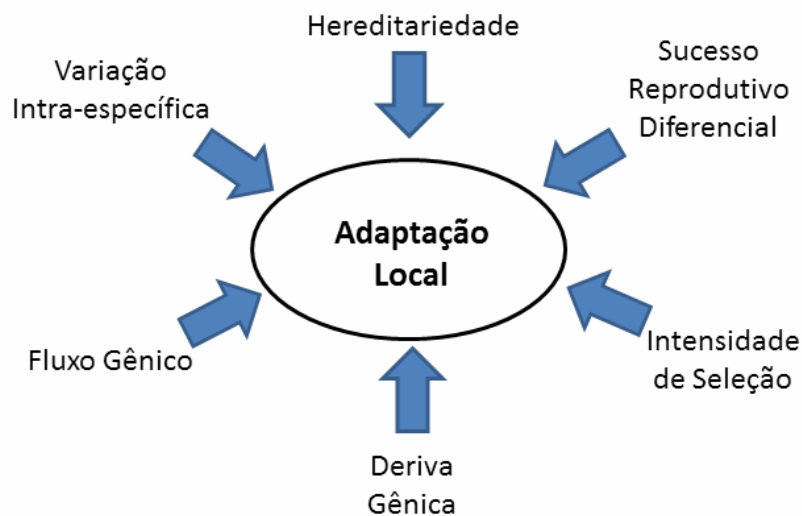 Hereditariedade
Variação
Intra-específica
Sucesso
Reprodutivo
Diferencial
Adaptação
Local
Fluxo Gênico
Intensidade
de Seleção
Deriva
Gênica